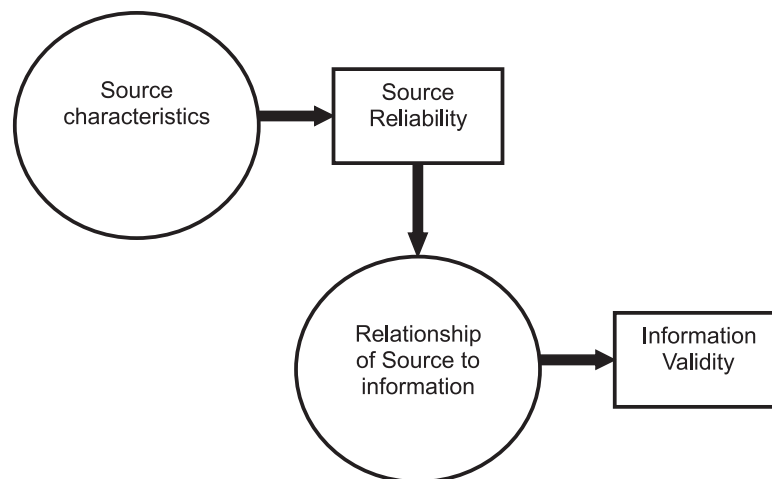 Source
characteristics
Source
Reliability
Relationship
of Source to
information
Information
Validity